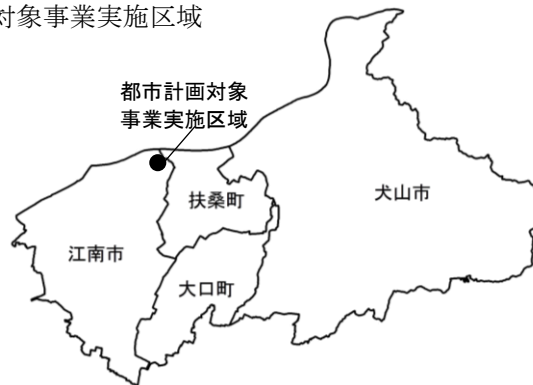 対象事業実施区域
都市計画対象
事業実施区域
犬山市
扶桑町
江南市
大口町